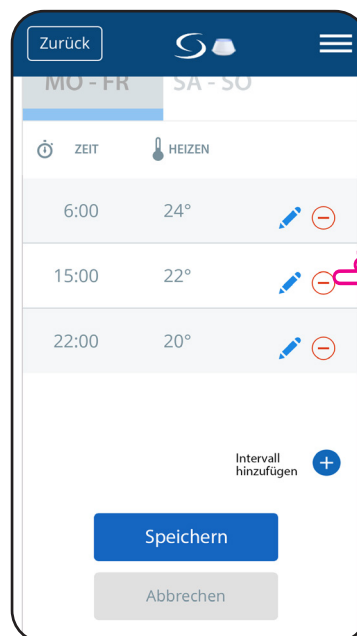 Zurück
MO - FR SA - SO
ZEIT HEIZEN
6:00 24°
15:00 22°
22:00 20°
Intervall
hinzufügen
Speichern
Abbrechen